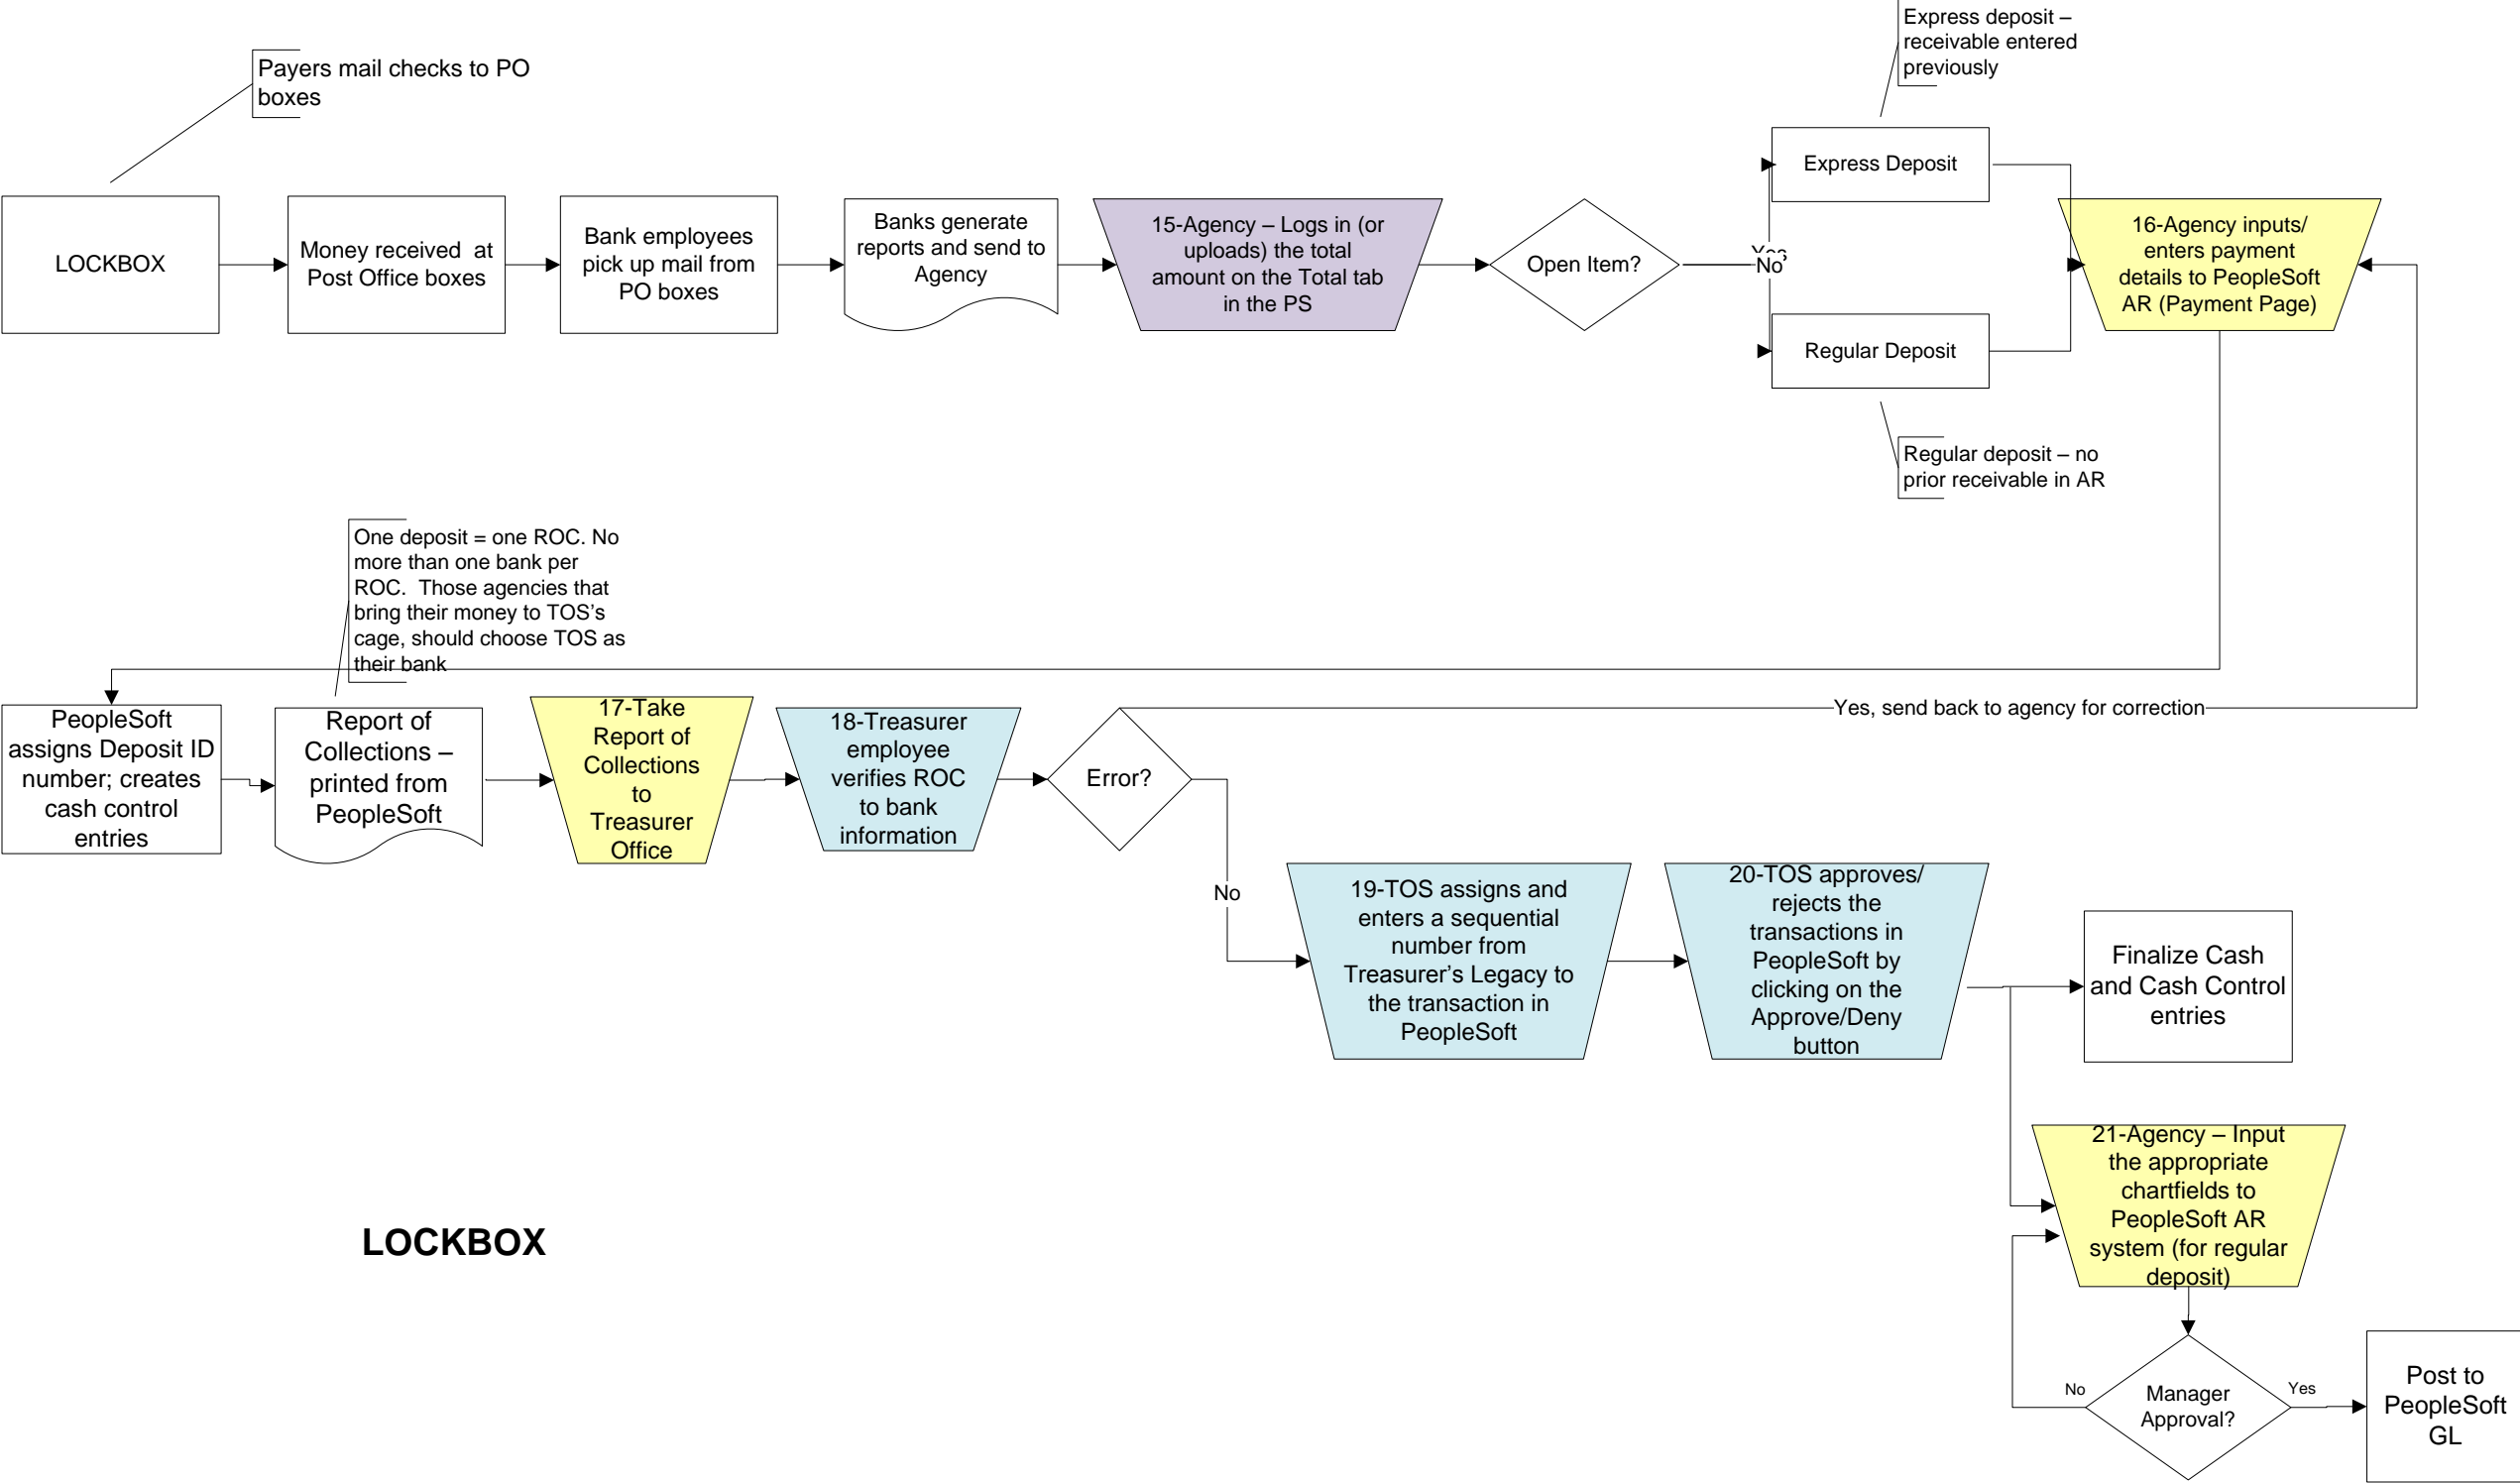 Express deposit –
receivable entered
previously
Payers mail checks to PO
boxes
LOCKBOX
Money received  at
Post Office boxes
Bank employees
pick up mail from
PO boxes
Banks generate
reports and send to
Agency
15-Agency – Logs in (or
uploads) the total
amount on the Total tab
in the PS
Open Item?
Yes
No
Express Deposit
Regular Deposit
16-Agency inputs/
enters payment
details to PeopleSoft
AR (Payment Page)
Regular deposit – no
prior receivable in AR
One deposit = one ROC. No
more than one bank per
ROC.  Those agencies that
bring their money to TOS’s
cage, should choose TOS as
their bank
PeopleSoft
assigns Deposit ID
number; creates
cash control
entries
Report of
Collections –
printed from
PeopleSoft
17-Take
Report of
Collections
to
Treasurer
Office
18-Treasurer
employee
verifies ROC
to bank
information
Error?
Yes, send back to agency for correction
No
19-TOS assigns and
enters a sequential
number from
Treasurer’s Legacy to
the transaction in
PeopleSoft
20-TOS approves/
rejects the
transactions in
PeopleSoft by
clicking on the
Approve/Deny
button
Finalize Cash
and Cash Control
entries
21-Agency – Input
the appropriate
chartfields to
PeopleSoft AR
system (for regular
deposit)
LOCKBOX
No
Manager
Approval?
Yes
Post to
PeopleSoft
GL